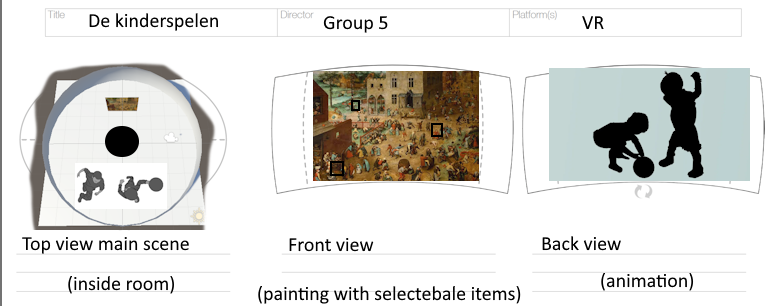 Title De kinderspelen Director Group 5 Platform(s) VR
Top view main scene
(inside room)
Front view
(painting with selectebale items)
Back view
(animation)